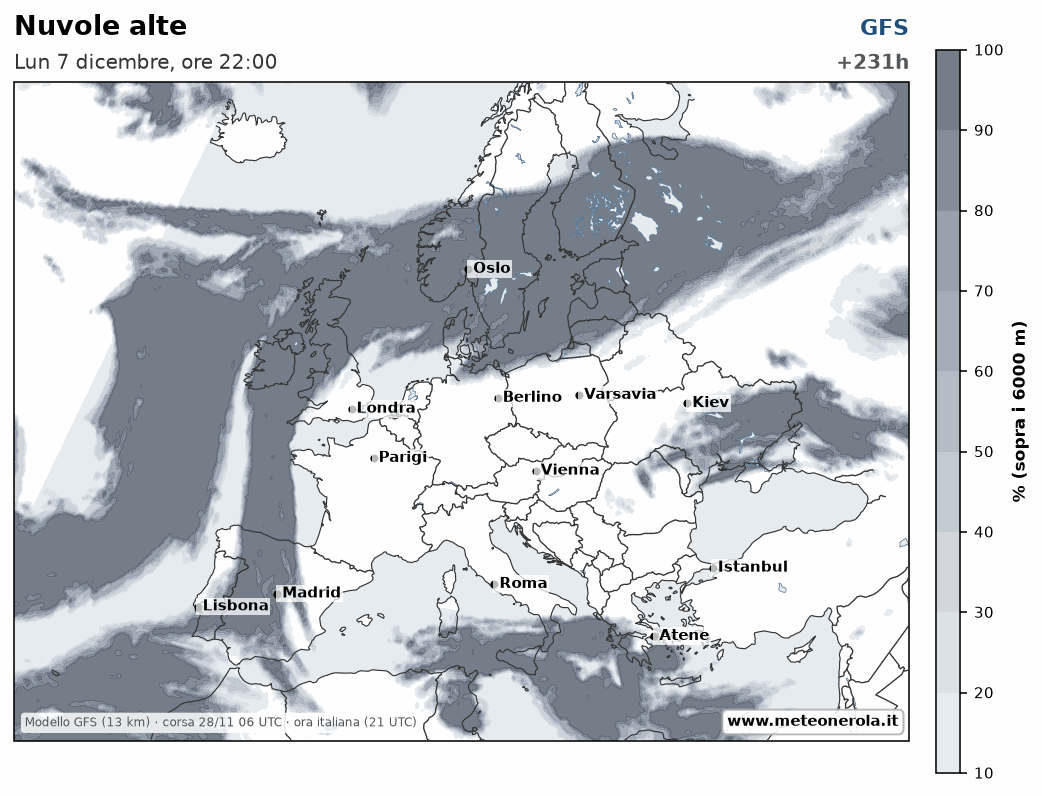 Nuvole alte
GFS
Lun 7 dicembre, ore 22:00
+231h
100
90
80
70
60
50
40
30
20
10
% (sopra i 6000 m)
Oslo
Berlino
Varsavia
Kiev
Londra
Parigi
Vienna
Istanbul
Roma
Madrid
Lisbona
Atene
Modello GFS (13 km) · corsa 28/11 06 UTC · ora italiana (21 UTC)
www.meteonerola.it